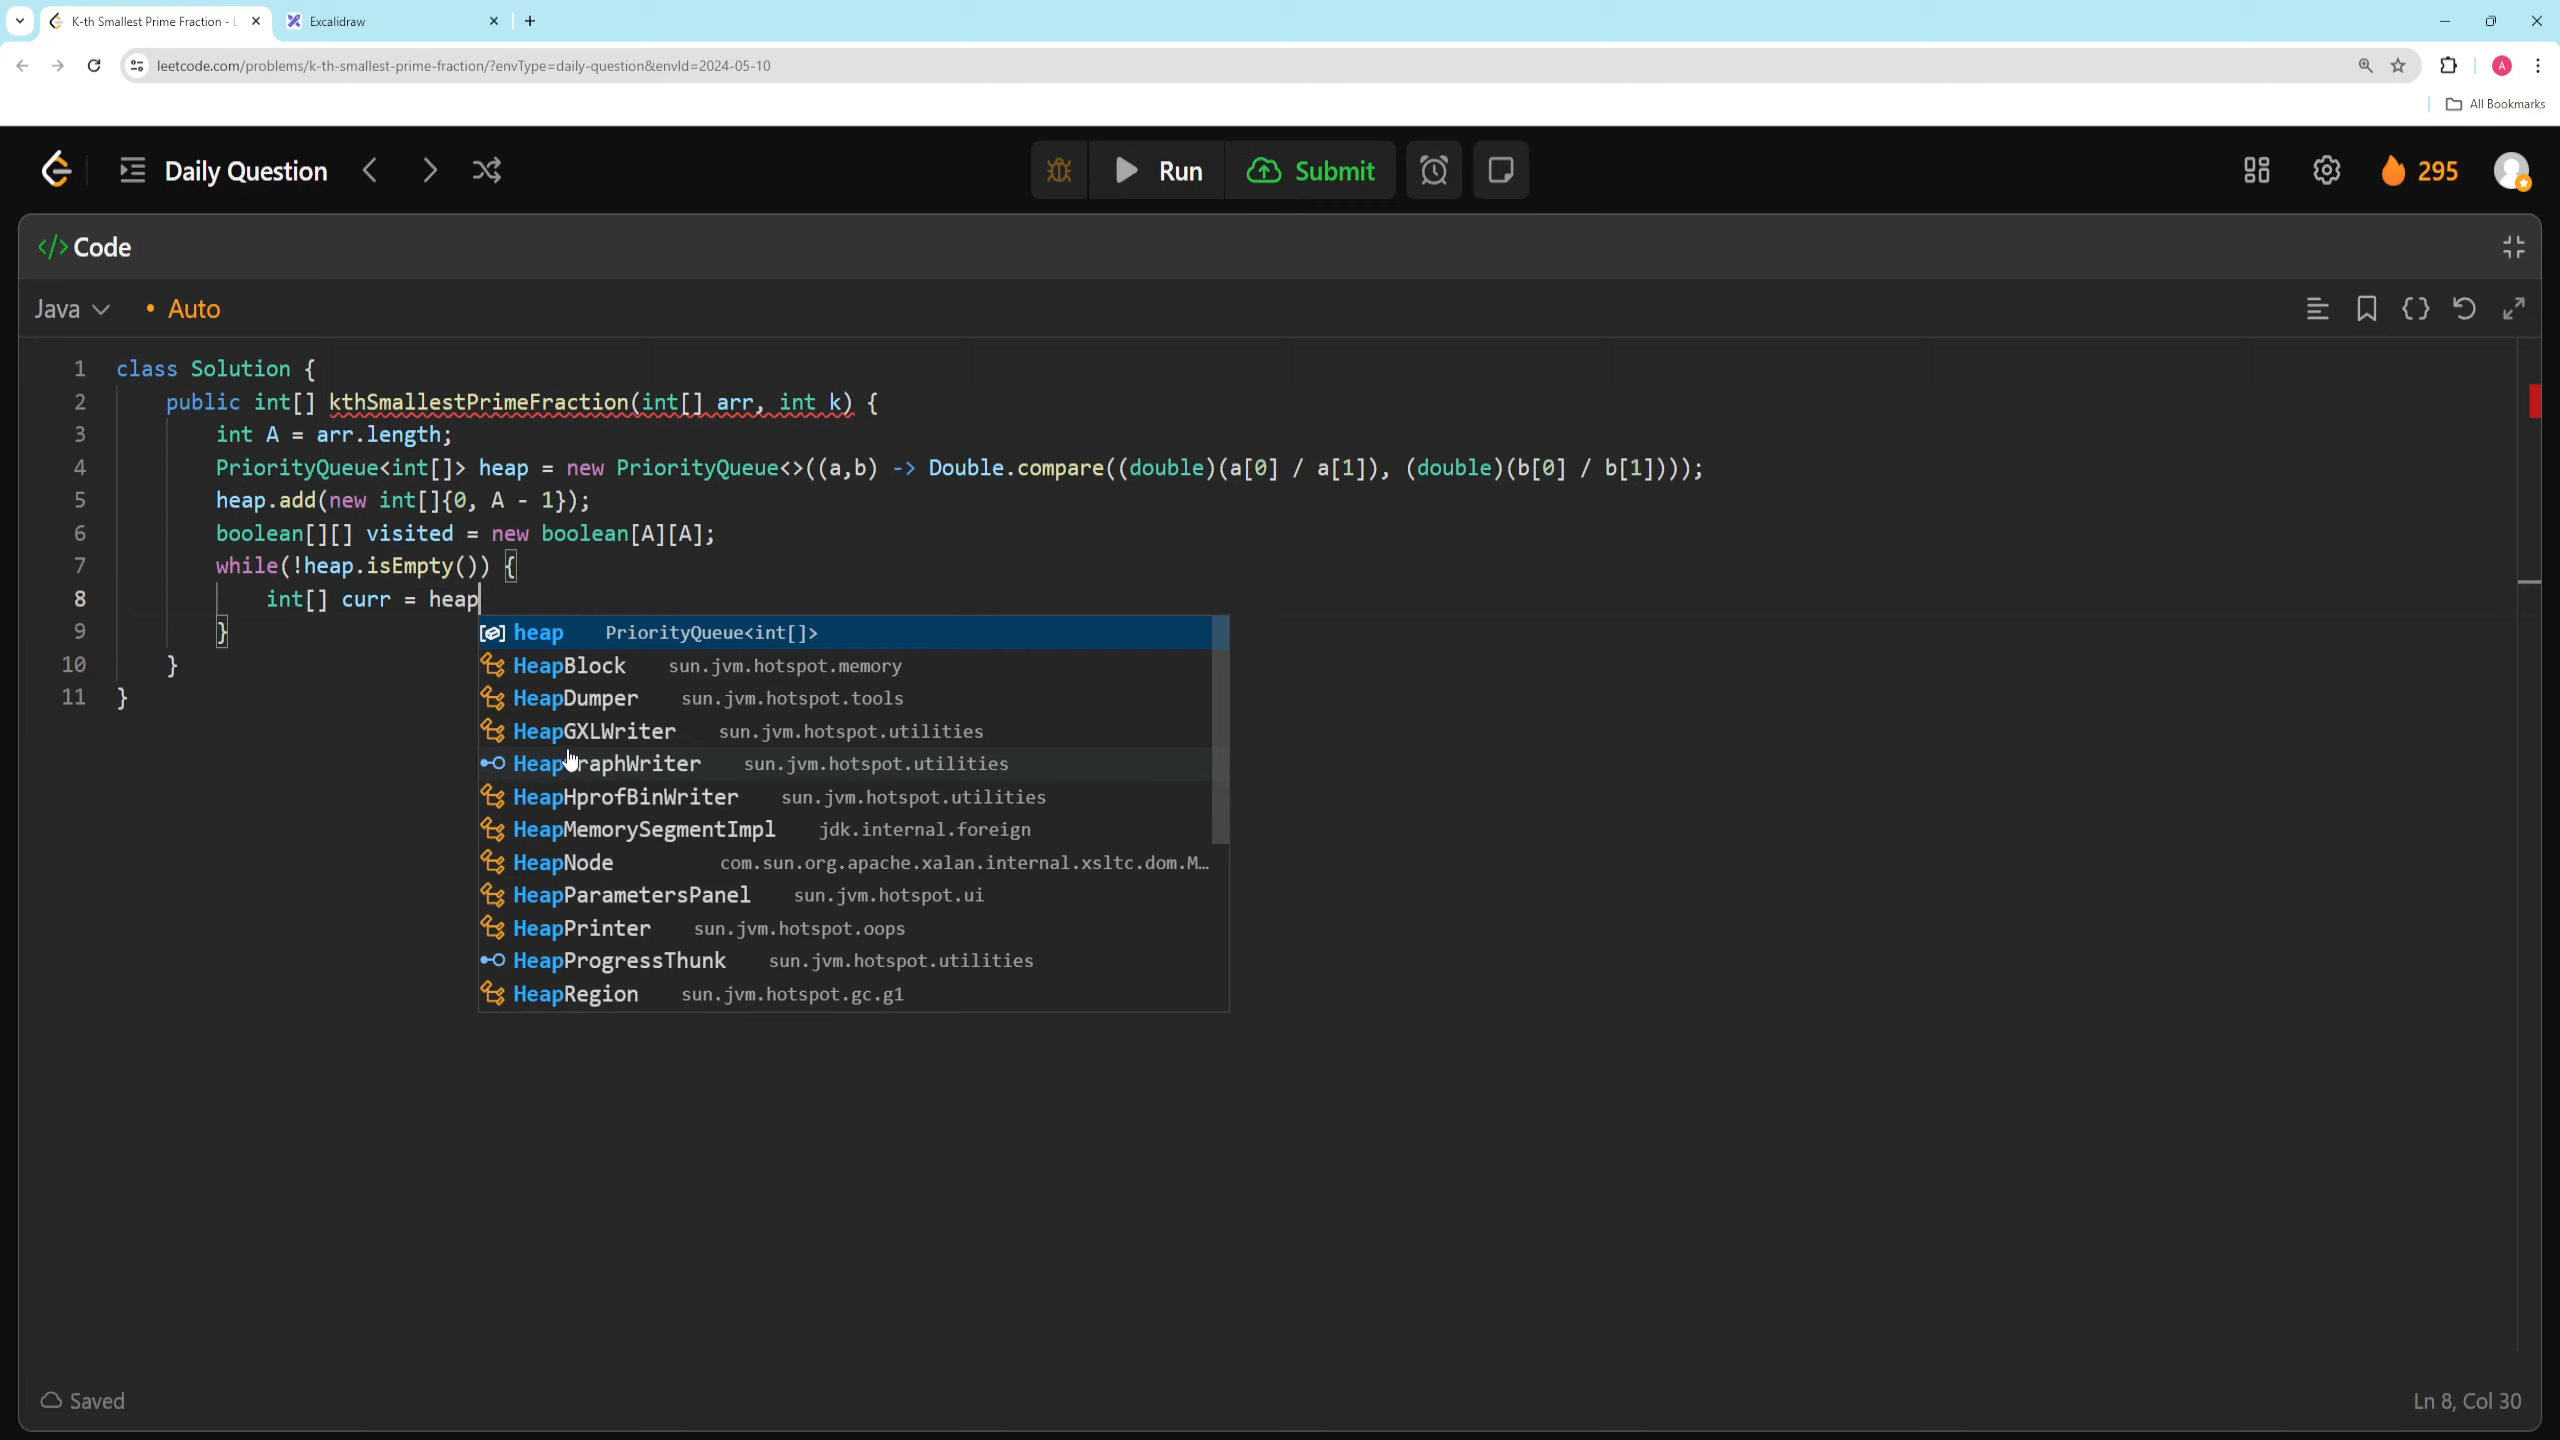 K-th Smallest Prime Fraction - L
Excalidraw
leetcode.com/problems/k-th-smallest-prime-fraction/?envType=daily-question&envId=2024-05-10
A
All Bookmarks
Daily Question
Run
Submit
295
</> Code
Java
• Auto
1 class Solution {
2 public int[] kthSmallestPrimeFraction(int[] arr, int k) {
3 int A = arr.length;
4 PriorityQueue<int[]> heap = new PriorityQueue<>((a,b) -> Double.compare((double)(a[0] / a[1]), (double)(b[0] / b[1])));
5 heap.add(new int[]{0, A - 1});
6 boolean[][] visited = new boolean[A][A];
7 while(!heap.isEmpty()) {
8 int[] curr = heap
9 }
10 }
11 }
heap PriorityQueue<int[]>
HeapBlock sun.jvm.hotspot.memory
HeapDumper sun.jvm.hotspot.tools
HeapGXLWriter sun.jvm.hotspot.utilities
HeapGraphWriter sun.jvm.hotspot.utilities
HeapHprofBinWriter sun.jvm.hotspot.utilities
HeapMemorySegmentImpl jdk.internal.foreign
HeapNode com.sun.org.apache.xalan.internal.xsltc.dom.M…
HeapParametersPanel sun.jvm.hotspot.ui
HeapPrinter sun.jvm.hotspot.oops
HeapProgressThunk sun.jvm.hotspot.utilities
HeapRegion sun.jvm.hotspot.gc.g1
Saved
Ln 8, Col 30